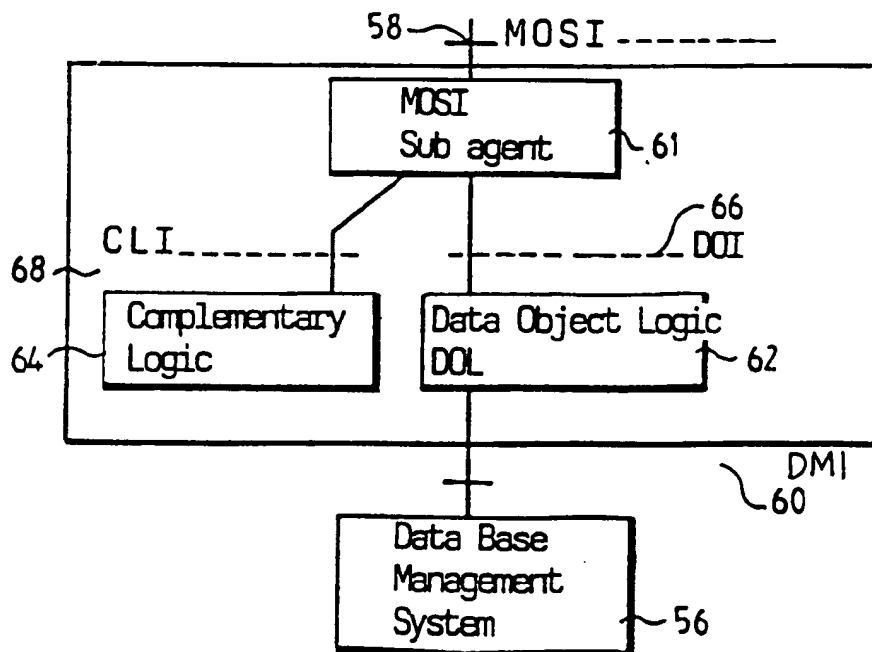 58 MOSI
MOSI
Sub agent
61
66
CLI DOI
68
Complementary
Logic
64
Data Object Logic
DOL
62
DMI
60
Data Base
Management
System
56